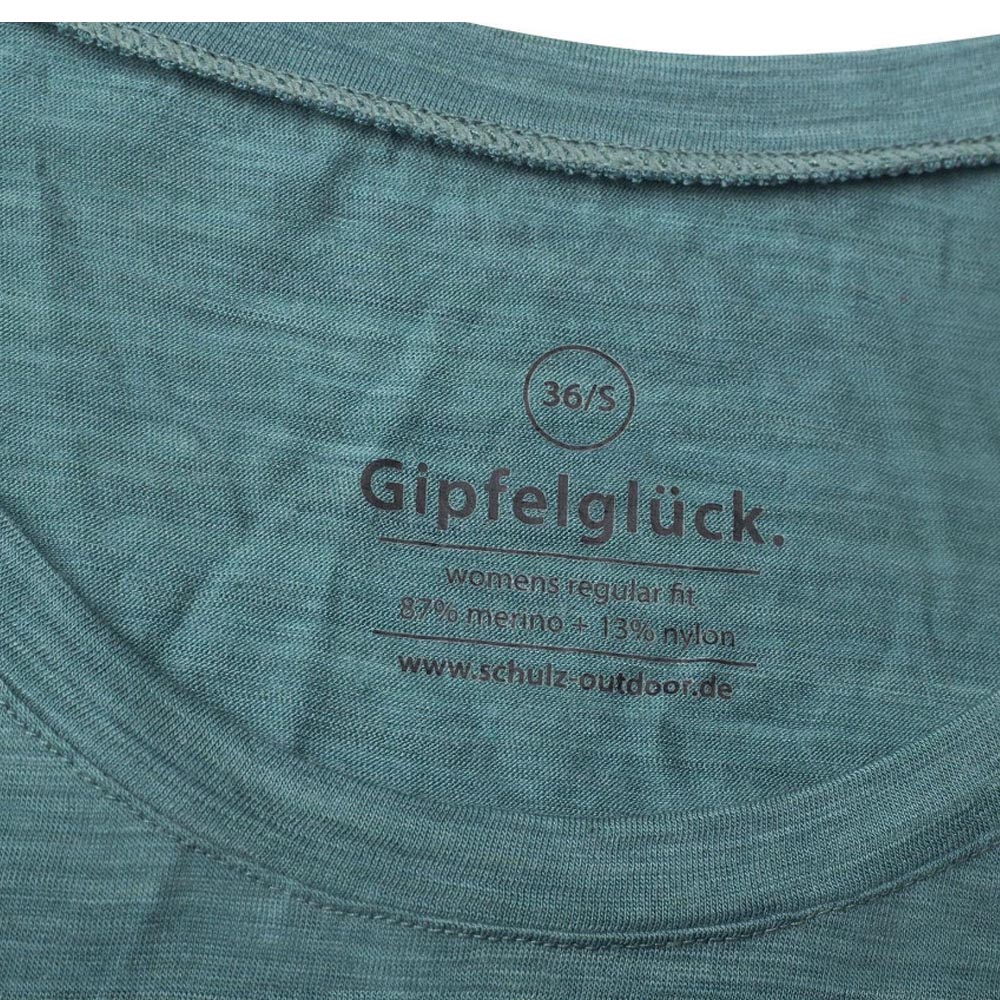 36/S
Gipfelglück.
womens regular fit
87% merino + 13% nylon
www.schulz-outdoor.de